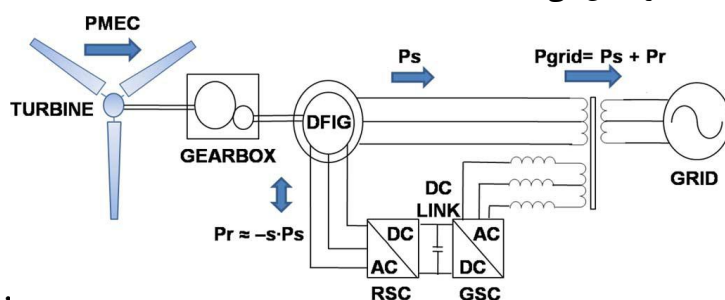 PMEC
Ps
Pgrid= Ps + Pr
TURBINE
DFIG
GEARBOX
GRID
DC
LINK
Pr ≈ –s·Ps
DC
AC
AC
DC
RSC
GSC